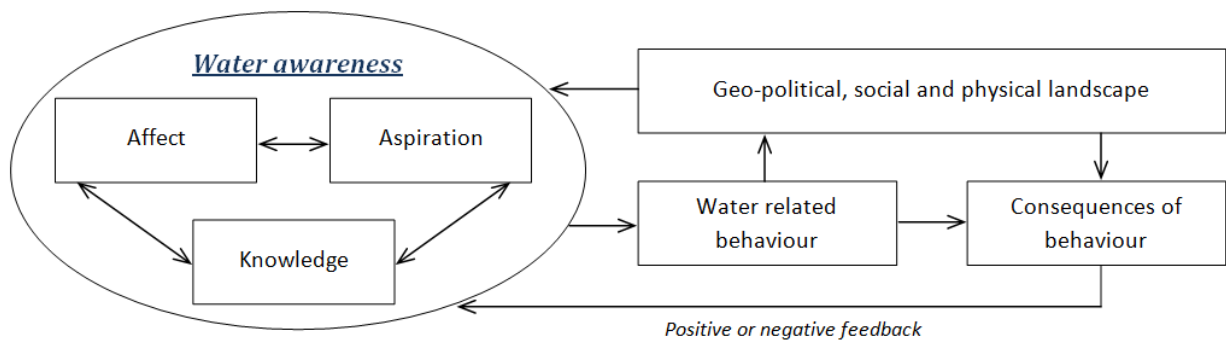 Water awareness
Affect
Aspiration
Knowledge
Geo-political, social and physical landscape
Water related
behaviour
Consequences of
behaviour
Positive or negative feedback